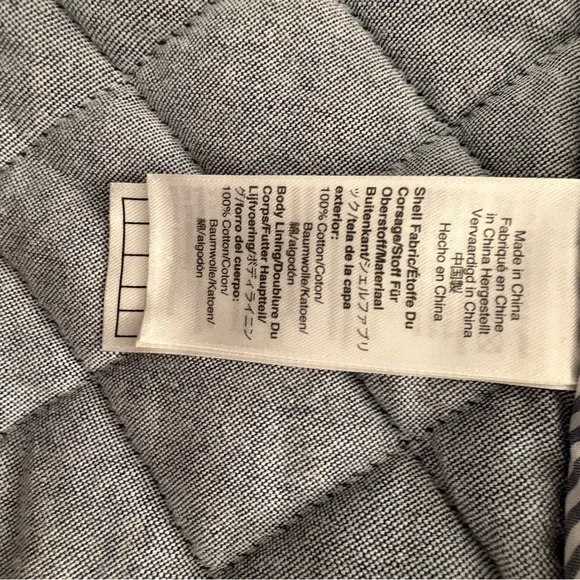 Made in China
Fabriqué en Chine
in China Hergestellt
Vervaardigd in China
中国製
Hecho en China
Shell Fabric/Étoffe Du
Corsage/Stoff Für
Oberstoff/Materiaal
Buitenkant/シェルファブリ
ック/tela de la capa
exterior:
100% Cotton/Coton/
Baumwolle/Katoen/
綿/algodón
Body Lining/Doublure Du
Corps/Futter Hauptteil/
Lijfvoering/ボディライニン
グ/forro del cuerpo:
100% Cotton/Coton/
Baumwolle/Katoen/
綿/algodón